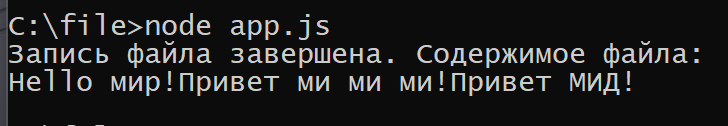 C:\file>node app.js
Запись файла завершена. Содержимое файла:
Hello мир!Привет ми ми ми!Привет МИД!